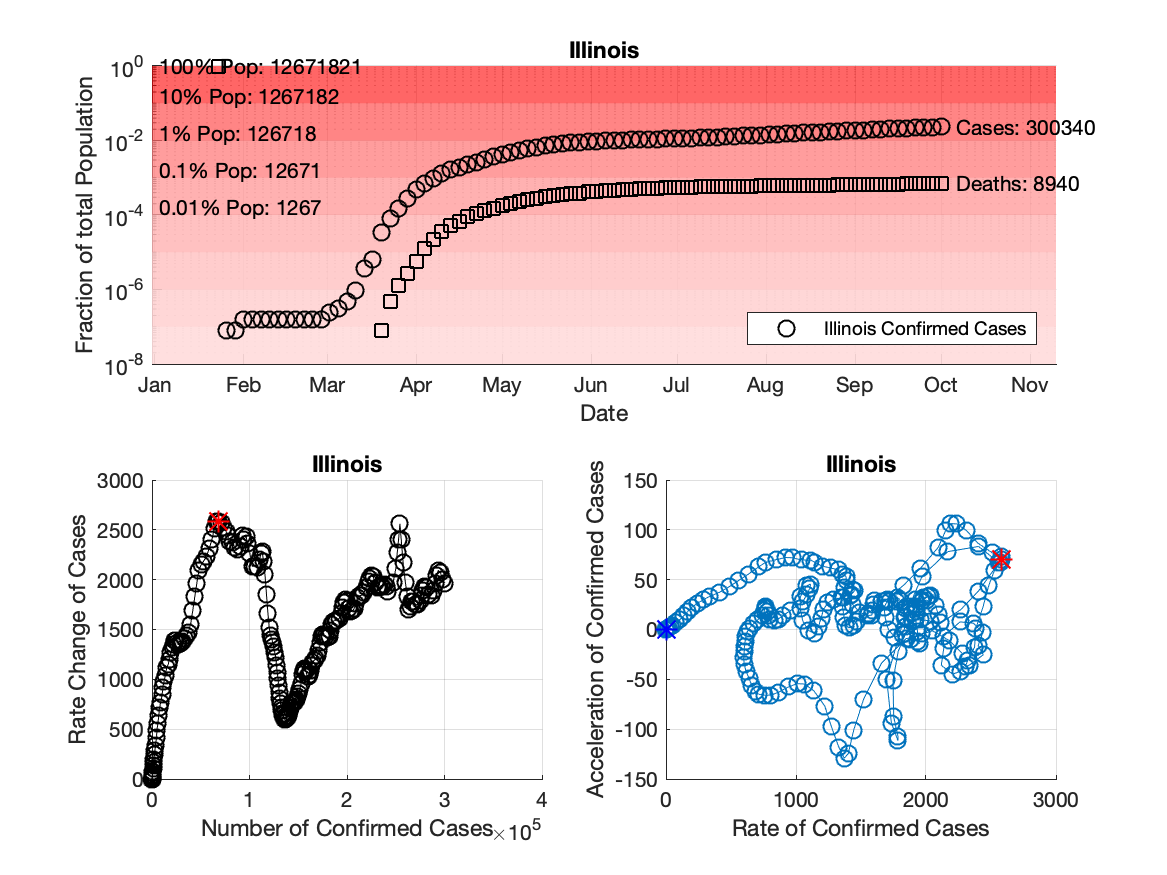 Illinois
10^0
10^-2
10^-4
10^-6
10^-8
Fraction of total Population
100% Pop: 12671821
10% Pop: 1267182
1% Pop: 126718
0.1% Pop: 12671
0.01% Pop: 1267
Cases: 300340
Deaths: 8940
Illinois Confirmed Cases
Jan Feb Mar Apr May Jun Jul Aug Sep Oct Nov
Date
Illinois
3000
2500
2000
1500
1000
500
0
Rate Change of Cases
0 1 2 3 4
Number of Confirmed Cases ×10^5
Illinois
150
100
50
0
-50
-100
-150
Acceleration of Confirmed Cases
0 1000 2000 3000
Rate of Confirmed Cases